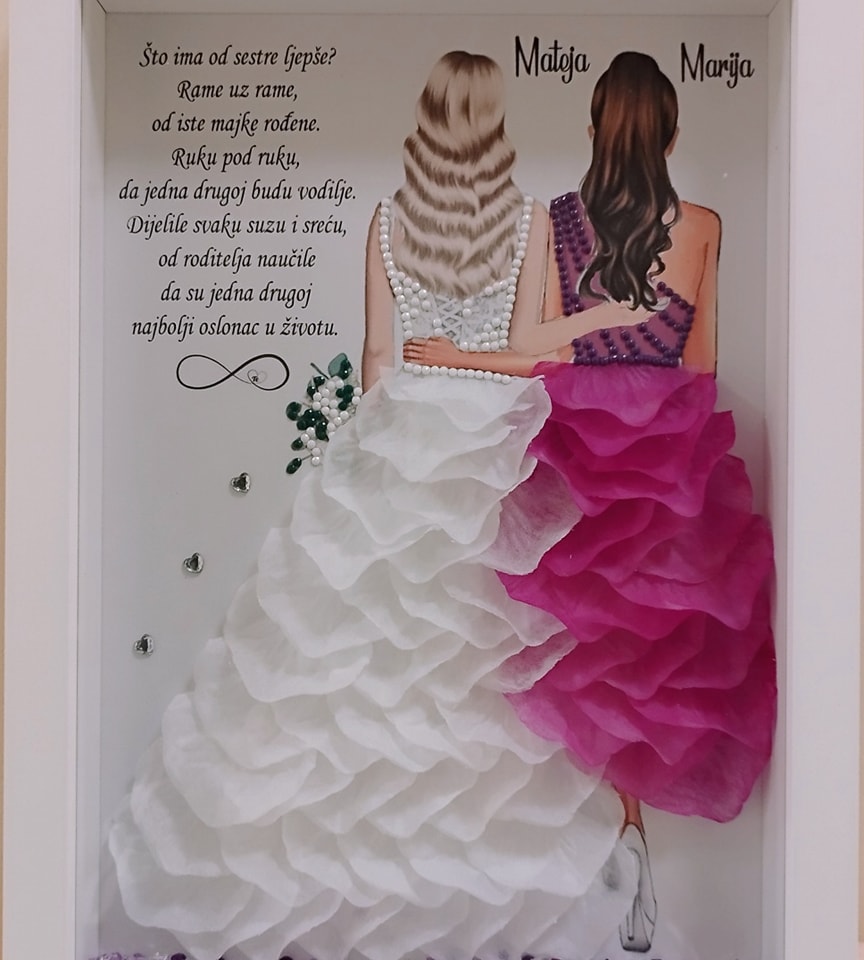 Što ima od sestre ljepše?
Rame uz rame,
od iste majke rođene.
Ruku pod ruku,
da jedna drugoj budu vodilje.
Dijelile svaku suzu i sreću,
od roditelja naučile
da su jedna drugoj
najbolji oslonac u životu.
Mateja
Marija